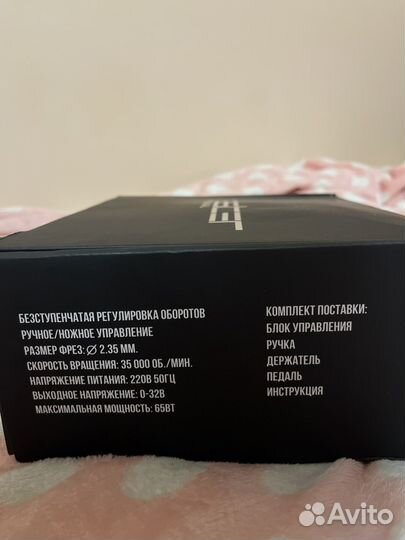 БЕЗСТУПЕНЧАТАЯ РЕГУЛИРОВКА ОБОРОТОВ
РУЧНОЕ/НОЖНОЕ УПРАВЛЕНИЕ
РАЗМЕР ФРЕЗ: ∅ 2.35 ММ.
СКОРОСТЬ ВРАЩЕНИЯ: 35 000 ОБ./МИН.
НАПРЯЖЕНИЕ ПИТАНИЯ: 220В 50ГЦ
ВЫХОДНОЕ НАПРЯЖЕНИЕ: 0-32В
МАКСИМАЛЬНАЯ МОЩНОСТЬ: 65ВТ
КОМПЛЕКТ ПОСТАВКИ:
БЛОК УПРАВЛЕНИЯ
РУЧКА
ДЕРЖАТЕЛЬ
ПЕДАЛЬ
ИНСТРУКЦИЯ
Avito